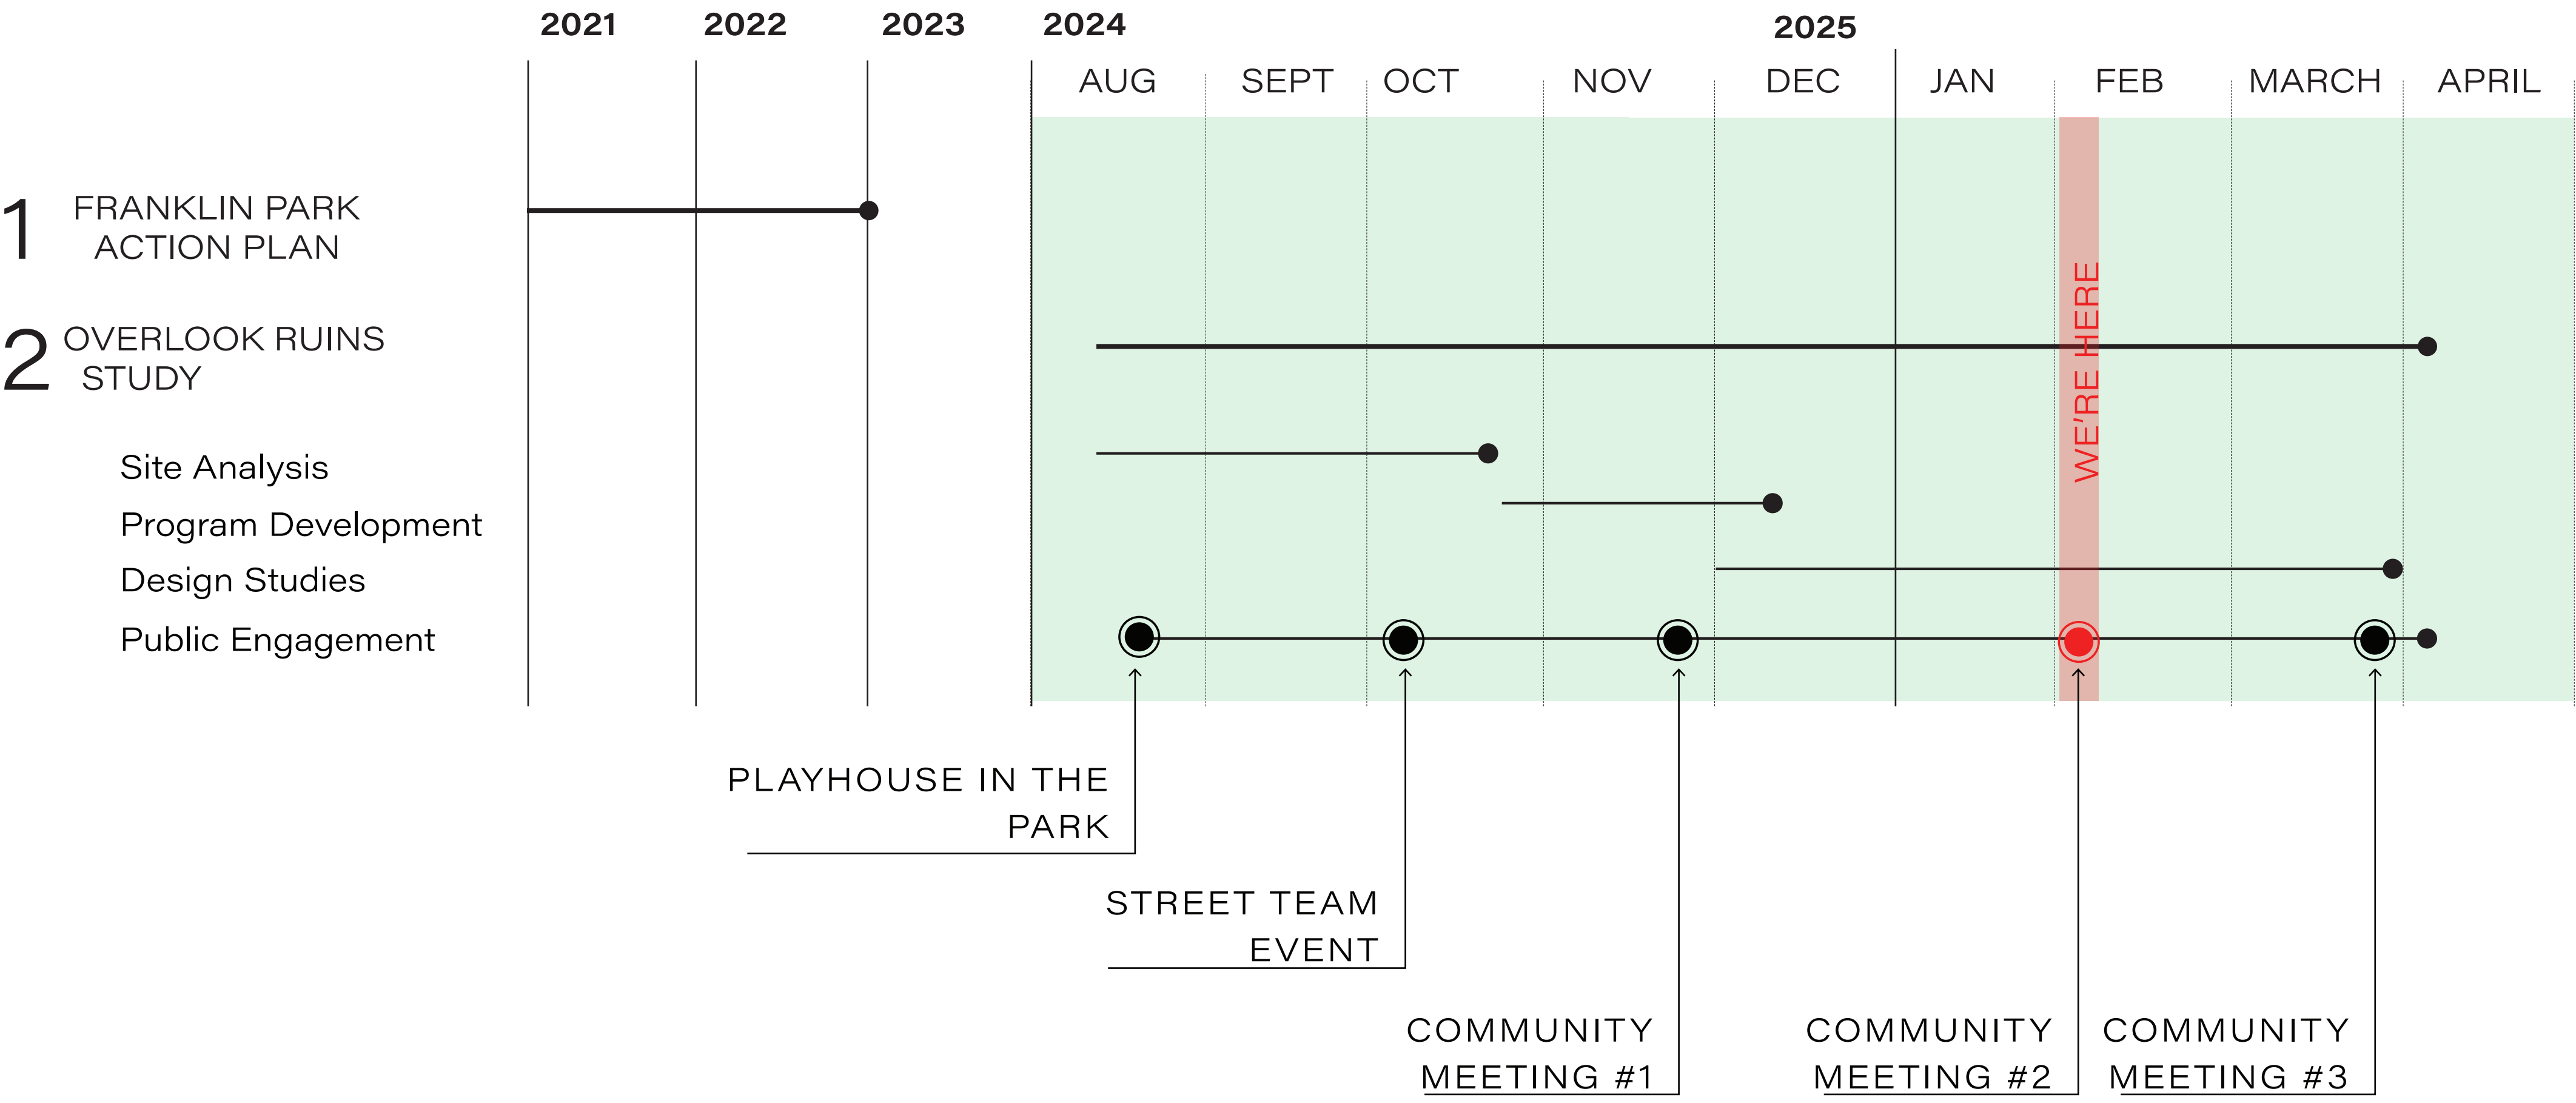 2021
2022
2023
2024
2025
AUG
SEPT
OCT
NOV
DEC
JAN
FEB
MARCH
APRIL
1
FRANKLIN PARK
ACTION PLAN
2
OVERLOOK RUINS
STUDY
WE'RE HERE
Site Analysis
Program Development
Design Studies
Public Engagement
PLAYHOUSE IN THE
PARK
STREET TEAM
EVENT
COMMUNITY
MEETING #1
COMMUNITY
MEETING #2
COMMUNITY
MEETING #3